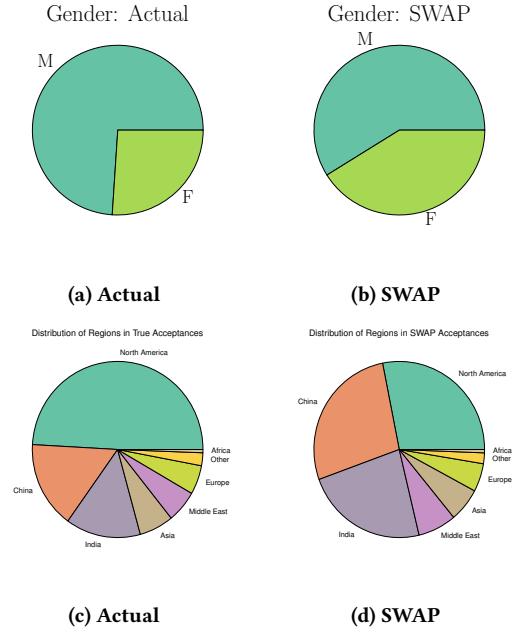 Gender: Actual
M
F
(a) Actual
Gender: SWAP
M
F
(b) SWAP
Distribution of Regions in True Acceptances
North America
China
India
Asia
Middle East
Europe
Other
Africa
(c) Actual
Distribution of Regions in SWAP Acceptances
North America
China
India
Middle East
Asia
Europe
Other
Africa
(d) SWAP